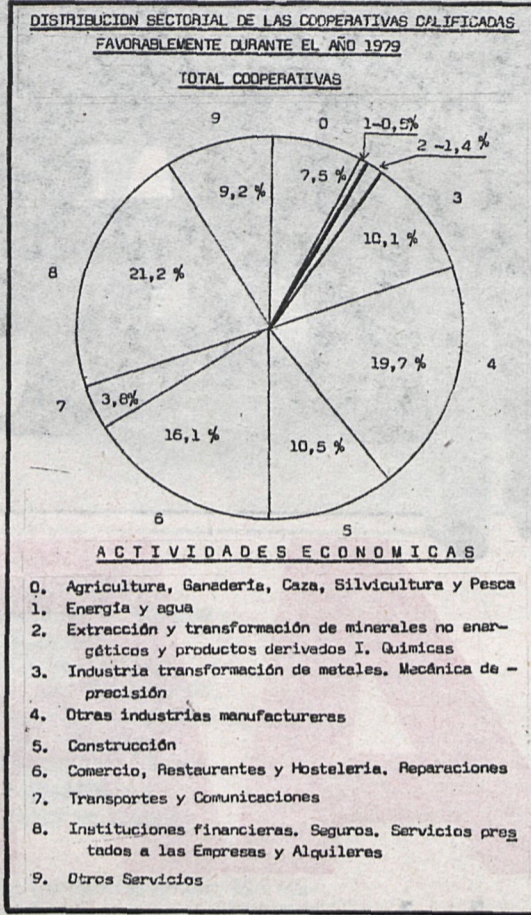 DISTRIBUCION SECTORIAL DE LAS COOPERATIVAS CALIFICADAS
FAVORABLEMENTE DURANTE EL AÑO 1979
TOTAL COOPERATIVAS
9
0
1-0,5%
2 -1,4 %
9,2 %
7,5 %
3
10,1 %
8
21,2 %
19,7 %
4
7
3,8%
16,1 %
10,5 %
6
5
ACTIVIDADES ECONOMICAS
0. Agricultura, Ganadería, Caza, Silvicultura y Pesca
1. Energía y agua
2. Extracción y transformación de minerales no ener-
géticos y productos derivados I. Quimicas
3. Industria transformación de metales. Mecánica de -
precisión
4. Otras industrias manufactureras
5. Construcción
6. Comercio, Restaurantes y Hosteleria. Reparaciones
7. Transportes y Comunicaciones
8. Instituciones financieras. Seguros. Servicios pres
tados a las Empresas y Alquileres
9. Otros Servicios